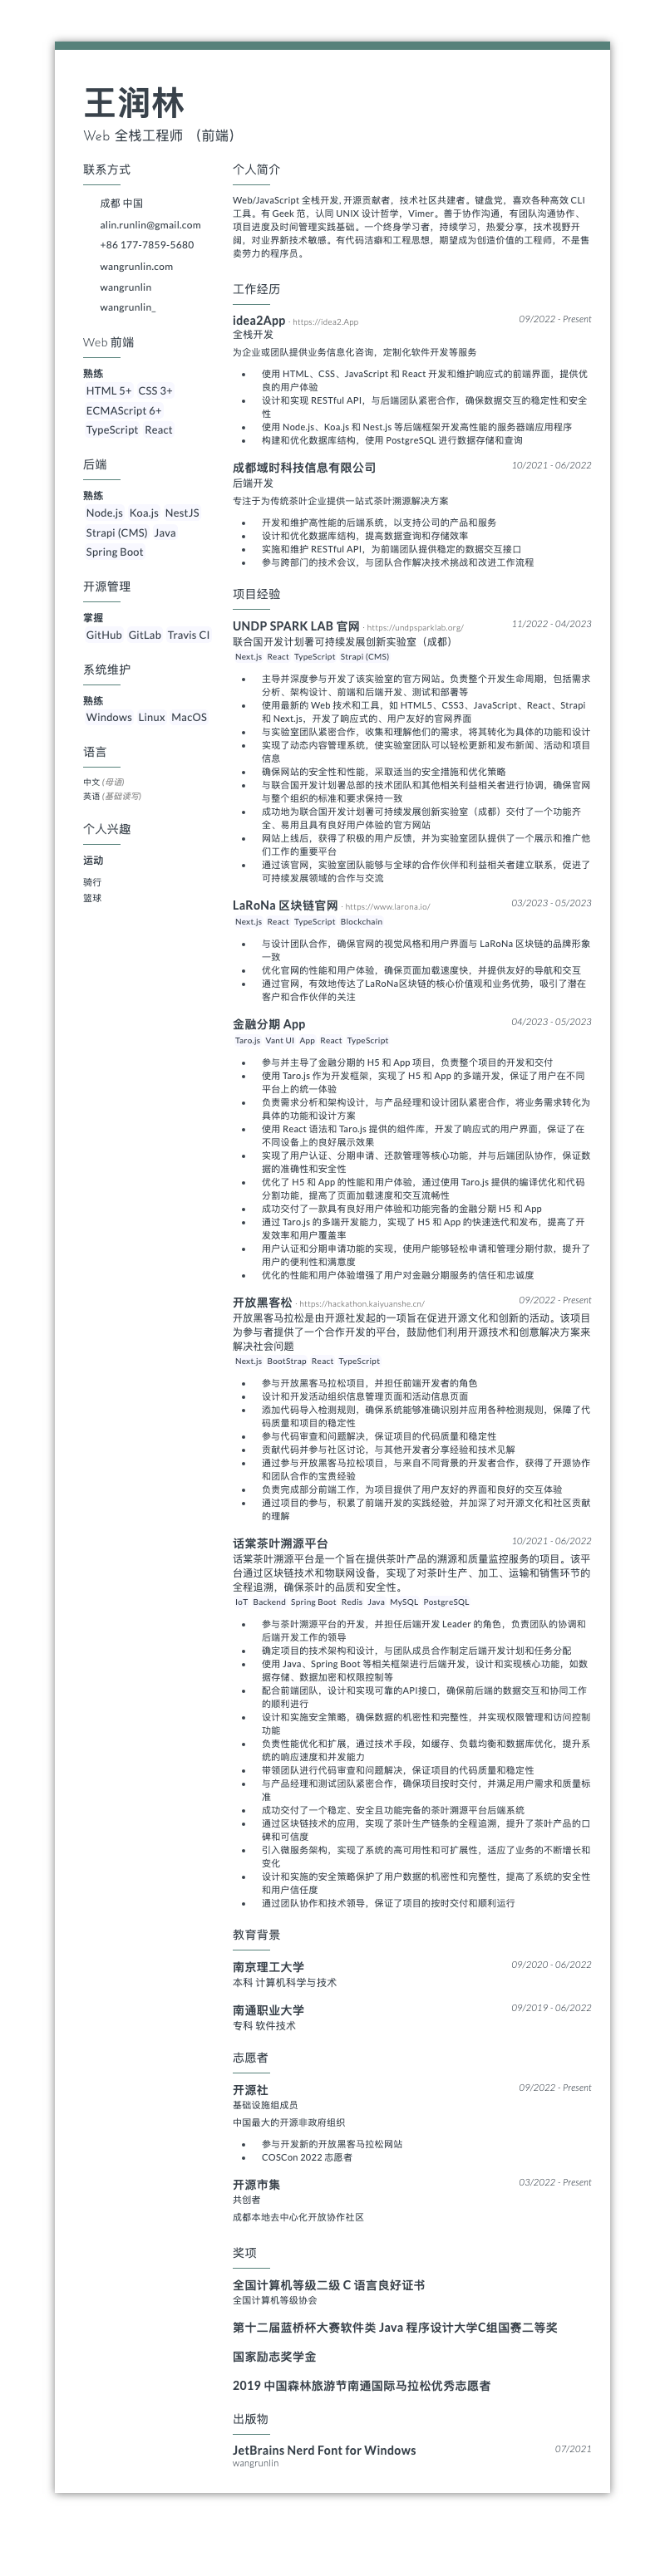 王润林
Web 全栈工程师 （前端）
联系方式
成都 中国
alin.runlin@gmail.com
+86 177-7859-5680
wangrunlin.com
wangrunlin
wangrunlin_
Web 前端
熟练
HTML 5+ CSS 3+
ECMAScript 6+
TypeScript React
后端
熟练
Node.js Koa.js NestJS
Strapi (CMS) Java
Spring Boot
开源管理
掌握
GitHub GitLab Travis CI
系统维护
熟练
Windows Linux MacOS
语言
中文 (母语)
英语 (基础读写)
个人兴趣
运动
骑行
篮球
个人简介
Web/JavaScript 全栈开发, 开源贡献者，技术社区共建者。键盘党，喜欢各种高效 CLI
工具。有 Geek 范，认同 UNIX 设计哲学，Vimer。善于协作沟通，有团队沟通协作、
项目进度及时间管理实践基础。一个终身学习者，持续学习，热爱分享，技术视野开
阔，对业界新技术敏感。有代码洁癖和工程思想，期望成为创造价值的工程师，不是售
卖劳力的程序员。
工作经历
idea2App · https://idea2.App 09/2022 - Present
全栈开发
为企业或团队提供业务信息化咨询，定制化软件开发等服务
• 使用 HTML、CSS、JavaScript 和 React 开发和维护响应式的前端界面，提供优
良的用户体验
• 设计和实现 RESTful API，与后端团队紧密合作，确保数据交互的稳定性和安全
性
• 使用 Node.js、Koa.js 和 Nest.js 等后端框架开发高性能的服务器端应用程序
• 构建和优化数据库结构，使用 PostgreSQL 进行数据存储和查询
成都域时科技信息有限公司 10/2021 - 06/2022
后端开发
专注于为传统茶叶企业提供一站式茶叶溯源解决方案
• 开发和维护高性能的后端系统，以支持公司的产品和服务
• 设计和优化数据库结构，提高数据查询和存储效率
• 实施和维护 RESTful API，为前端团队提供稳定的数据交互接口
• 参与跨部门的技术会议，与团队合作解决技术挑战和改进工作流程
项目经验
UNDP SPARK LAB 官网 · https://undpsparklab.org/ 11/2022 - 04/2023
联合国开发计划署可持续发展创新实验室（成都）
Next.js React TypeScript Strapi (CMS)
• 主导并深度参与开发了该实验室的官方网站。负责整个开发生命周期，包括需求
分析、架构设计、前端和后端开发、测试和部署等
• 使用最新的 Web 技术和工具，如 HTML5、CSS3、JavaScript、React、Strapi
和 Next.js，开发了响应式的、用户友好的官网界面
• 与实验室团队紧密合作，收集和理解他们的需求，将其转化为具体的功能和设计
• 实现了动态内容管理系统，使实验室团队可以轻松更新和发布新闻、活动和项目
信息
• 确保网站的安全性和性能，采取适当的安全措施和优化策略
• 与联合国开发计划署总部的技术团队和其他相关利益相关者进行协调，确保官网
与整个组织的标准和要求保持一致
• 成功地为联合国开发计划署可持续发展创新实验室（成都）交付了一个功能齐
全、易用且具有良好用户体验的官方网站
• 网站上线后，获得了积极的用户反馈，并为实验室团队提供了一个展示和推广他
们工作的重要平台
• 通过该官网，实验室团队能够与全球的合作伙伴和利益相关者建立联系，促进了
可持续发展领域的合作与交流
LaRoNa 区块链官网 · https://www.larona.io/ 03/2023 - 05/2023
Next.js React TypeScript Blockchain
• 与设计团队合作，确保官网的视觉风格和用户界面与 LaRoNa 区块链的品牌形象
一致
• 优化官网的性能和用户体验，确保页面加载速度快，并提供友好的导航和交互
• 通过官网，有效地传达了LaRoNa区块链的核心价值观和业务优势，吸引了潜在
客户和合作伙伴的关注
金融分期 App 04/2023 - 05/2023
Taro.js Vant UI App React TypeScript
• 参与并主导了金融分期的 H5 和 App 项目，负责整个项目的开发和交付
• 使用 Taro.js 作为开发框架，实现了 H5 和 App 的多端开发，保证了用户在不同
平台上的统一体验
• 负责需求分析和架构设计，与产品经理和设计团队紧密合作，将业务需求转化为
具体的功能和设计方案
• 使用 React 语法和 Taro.js 提供的组件库，开发了响应式的用户界面，保证了在
不同设备上的良好展示效果
• 实现了用户认证、分期申请、还款管理等核心功能，并与后端团队协作，保证数
据的准确性和安全性
• 优化了 H5 和 App 的性能和用户体验，通过使用 Taro.js 提供的编译优化和代码
分割功能，提高了页面加载速度和交互流畅性
• 成功交付了一款具有良好用户体验和功能完备的金融分期 H5 和 App
• 通过 Taro.js 的多端开发能力，实现了 H5 和 App 的快速迭代和发布，提高了开
发效率和用户覆盖率
• 用户认证和分期申请功能的实现，使用户能够轻松申请和管理分期付款，提升了
用户的便利性和满意度
• 优化的性能和用户体验增强了用户对金融分期服务的信任和忠诚度
开放黑客松 · https://hackathon.kaiyuanshe.cn/ 09/2022 - Present
开放黑客马拉松是由开源社发起的一项旨在促进开源文化和创新的活动。该项目
为参与者提供了一个合作开发的平台，鼓励他们利用开源技术和创意解决方案来
解决社会问题
Next.js BootStrap React TypeScript
• 参与开放黑客马拉松项目，并担任前端开发者的角色
• 设计和开发活动组织信息管理页面和活动信息页面
• 添加代码导入检测规则，确保系统能够准确识别并应用各种检测规则，保障了代
码质量和项目的稳定性
• 参与代码审查和问题解决，保证项目的代码质量和稳定性
• 贡献代码并参与社区讨论，与其他开发者分享经验和技术见解
• 通过参与开放黑客马拉松项目，与来自不同背景的开发者合作，获得了开源协作
和团队合作的宝贵经验
• 负责完成部分前端工作，为项目提供了用户友好的界面和良好的交互体验
• 通过项目的参与，积累了前端开发的实践经验，并加深了对开源文化和社区贡献
的理解
话棠茶叶溯源平台 10/2021 - 06/2022
话棠茶叶溯源平台是一个旨在提供茶叶产品的溯源和质量监控服务的项目。该平
台通过区块链技术和物联网设备，实现了对茶叶生产、加工、运输和销售环节的
全程追溯，确保茶叶的品质和安全性。
IoT Backend Spring Boot Redis Java MySQL PostgreSQL
• 参与茶叶溯源平台的开发，并担任后端开发 Leader 的角色，负责团队的协调和
后端开发工作的领导
• 确定项目的技术架构和设计，与团队成员合作制定后端开发计划和任务分配
• 使用 Java、Spring Boot 等相关框架进行后端开发，设计和实现核心功能，如数
据存储、数据加密和权限控制等
• 配合前端团队，设计和实现可靠的API接口，确保前后端的数据交互和协同工作
的顺利进行
• 设计和实施安全策略，确保数据的机密性和完整性，并实现权限管理和访问控制
功能
• 负责性能优化和扩展，通过技术手段，如缓存、负载均衡和数据库优化，提升系
统的响应速度和并发能力
• 带领团队进行代码审查和问题解决，保证项目的代码质量和稳定性
• 与产品经理和测试团队紧密合作，确保项目按时交付，并满足用户需求和质量标
准
• 成功交付了一个稳定、安全且功能完备的茶叶溯源平台后端系统
• 通过区块链技术的应用，实现了茶叶生产链条的全程追溯，提升了茶叶产品的口
碑和可信度
• 引入微服务架构，实现了系统的高可用性和可扩展性，适应了业务的不断增长和
变化
• 设计和实施的安全策略保护了用户数据的机密性和完整性，提高了系统的安全性
和用户信任度
• 通过团队协作和技术领导，保证了项目的按时交付和顺利运行
教育背景
南京理工大学 09/2020 - 06/2022
本科 计算机科学与技术
南通职业大学 09/2019 - 06/2022
专科 软件技术
志愿者
开源社 09/2022 - Present
基础设施组成员
中国最大的开源非政府组织
• 参与开发新的开放黑客马拉松网站
• COSCon 2022 志愿者
开源市集 03/2022 - Present
共创者
成都本地去中心化开放协作社区
奖项
全国计算机等级二级 C 语言良好证书
全国计算机等级协会
第十二届蓝桥杯大赛软件类 Java 程序设计大学C组国赛二等奖
国家励志奖学金
2019 中国森林旅游节南通国际马拉松优秀志愿者
出版物
JetBrains Nerd Font for Windows 07/2021
wangrunlin